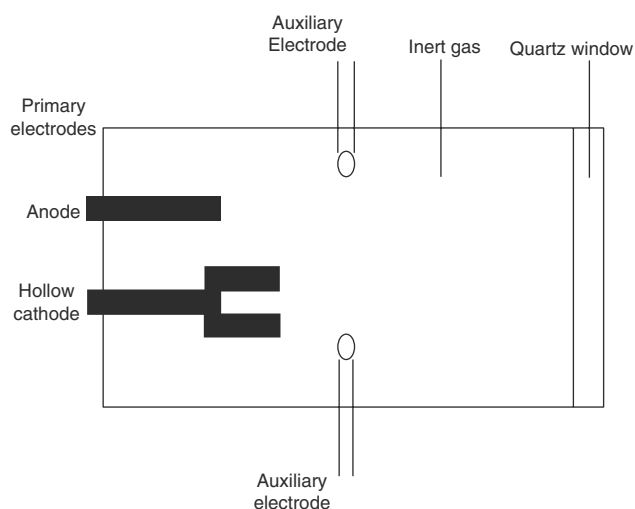 Auxiliary
Electrode
Inert gas
Quartz window
Primary
electrodes
Anode
Hollow
cathode
Auxiliary
electrode